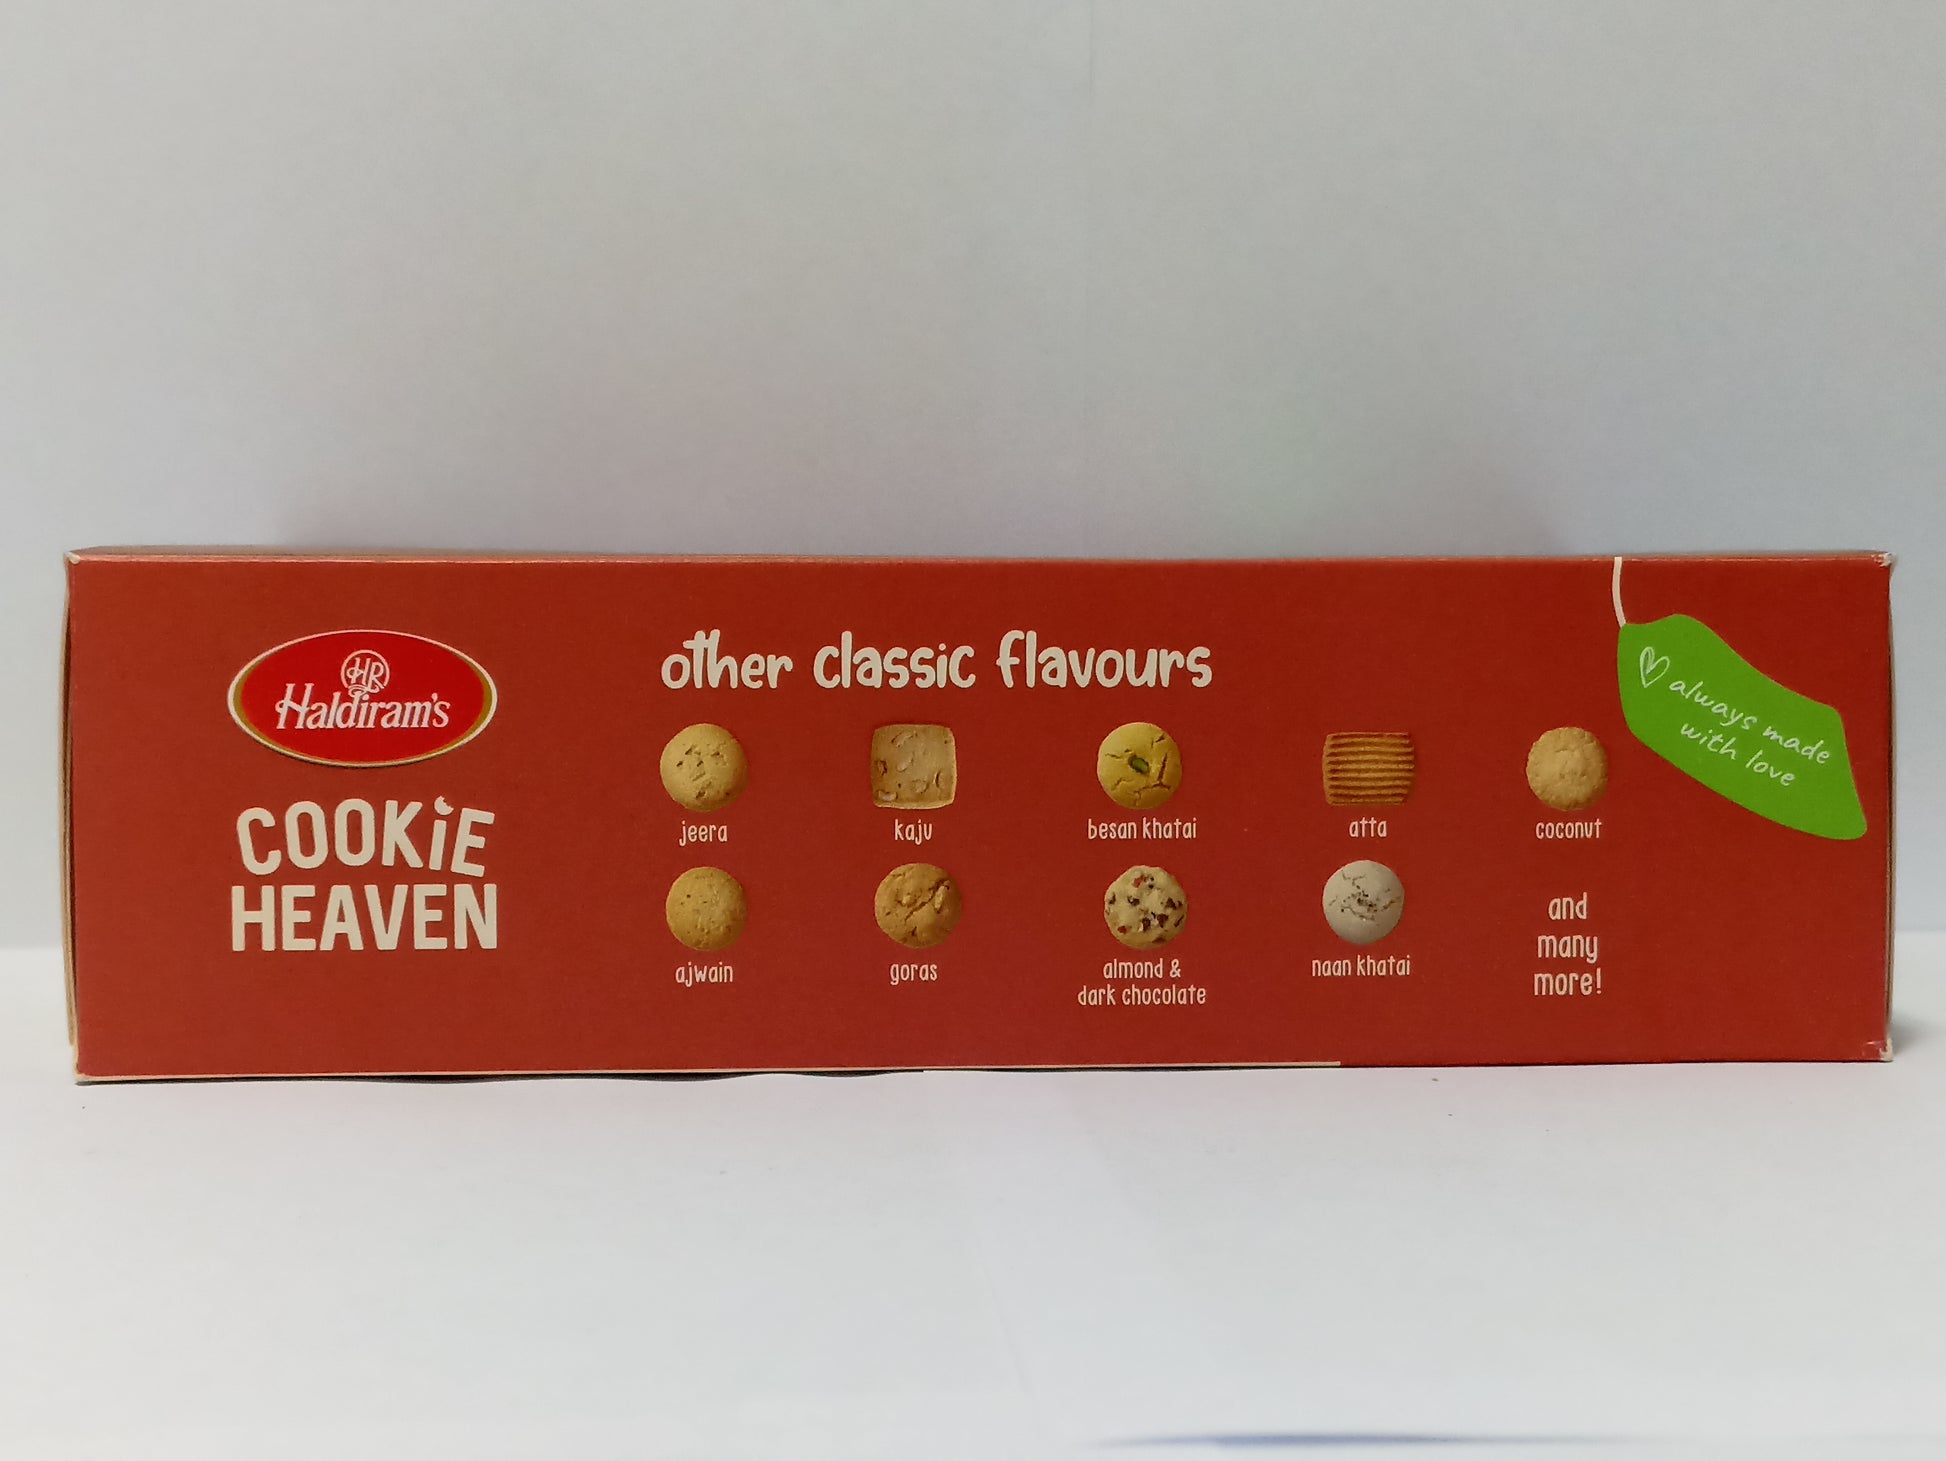 HR
Haldiram's
COOKiE
HEAVEN
other classic flavours
jeera
kaju
besan khatai
atta
coconut
ajwain
goras
almond &
dark chocolate
naan khatai
and
many
more!
always made
with love